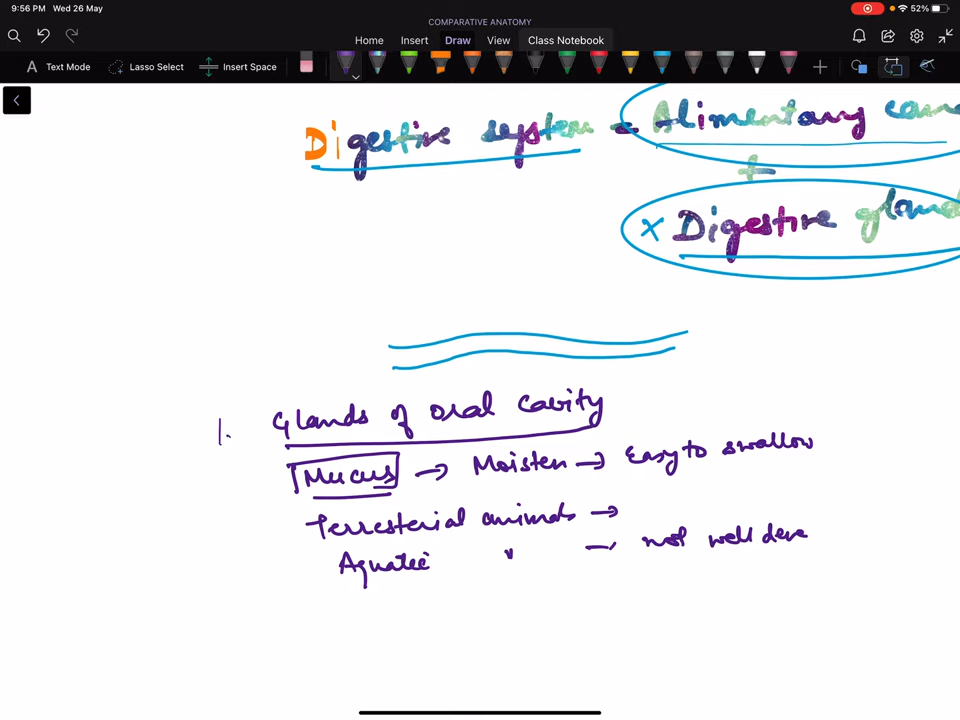 9:56 PM Wed 26 May 52%
COMPARATIVE ANATOMY
Home Insert Draw View Class Notebook
Text Mode Lasso Select Insert Space
Digestive system = Alimentary cana
+
x Digestive gland
1. Glands of oral cavity
Mucus → Moisten → Easy to swallow
Terresterial animals →
Aquatic " → not well deve